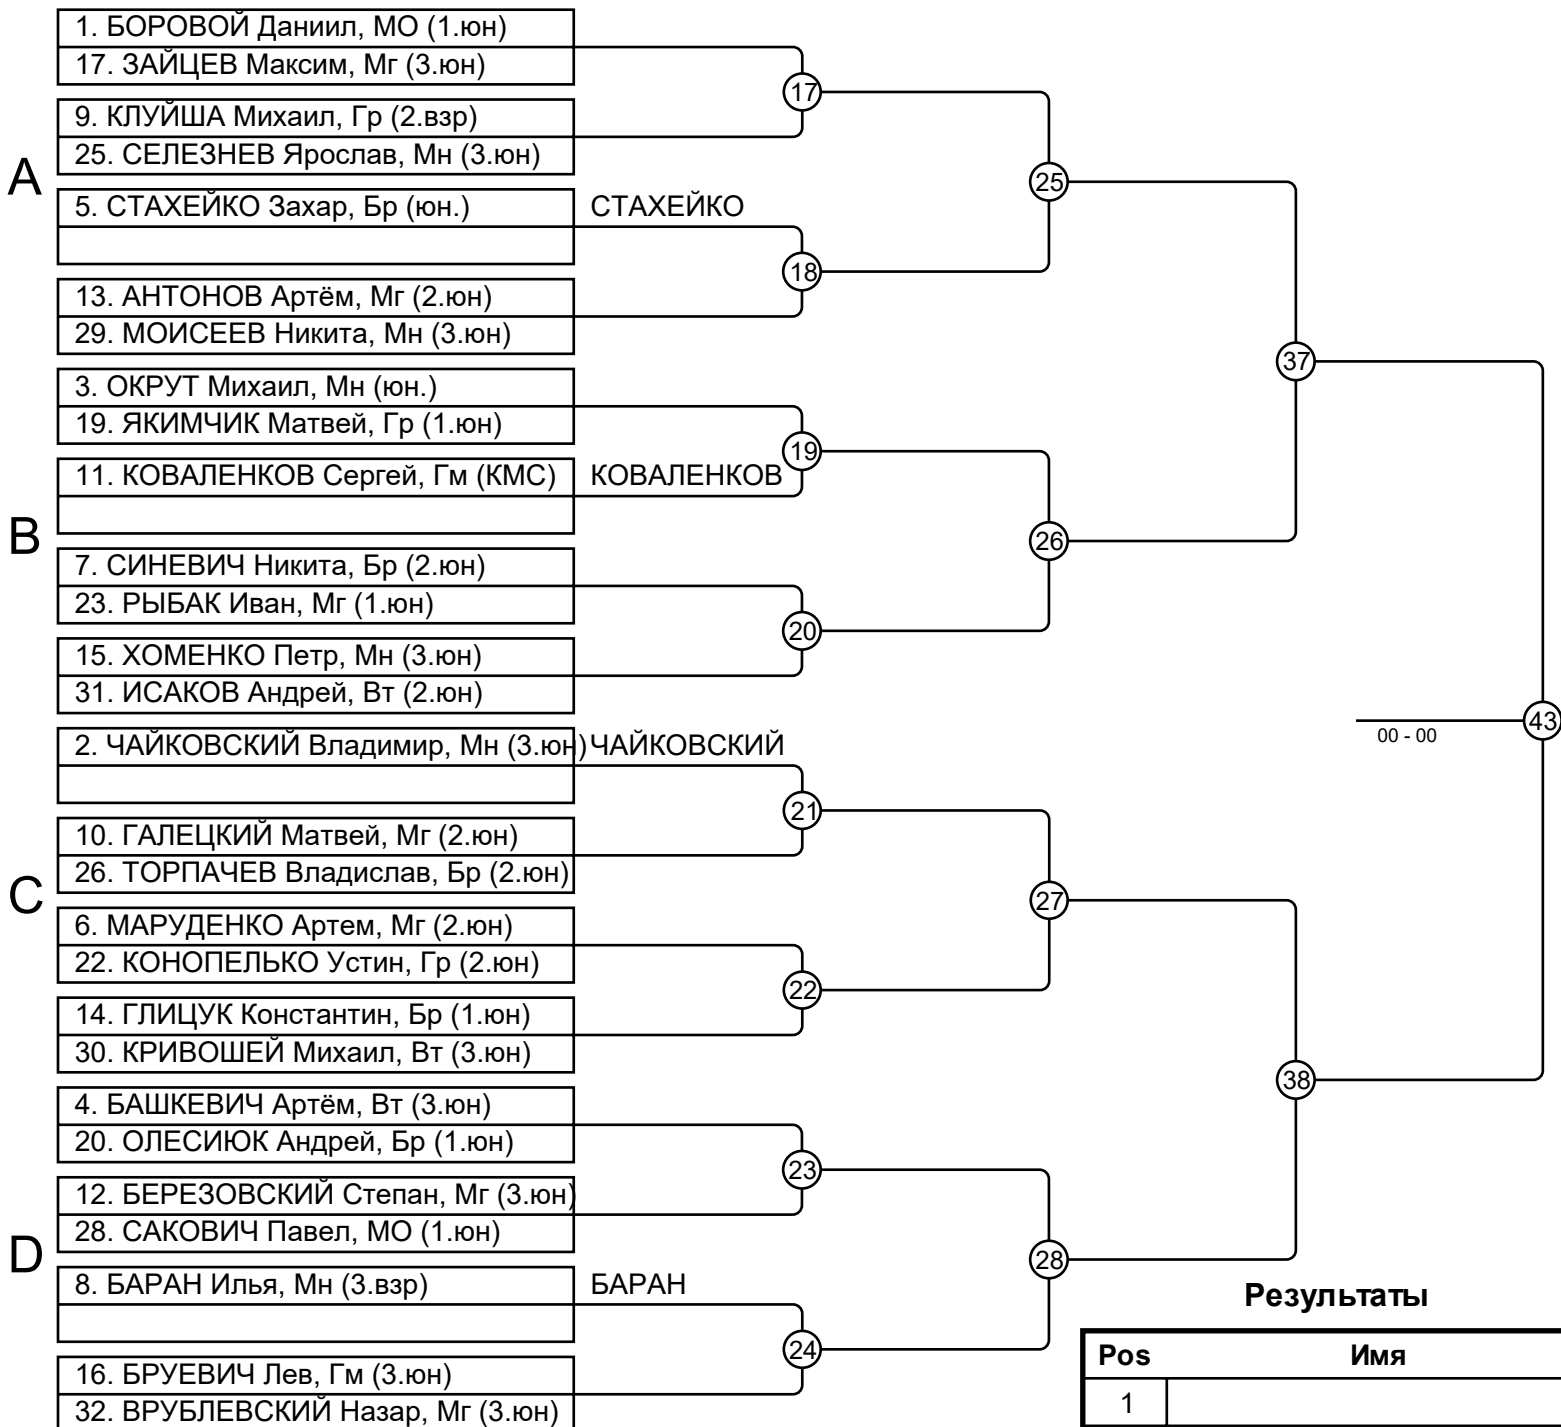 1. БОРОВОЙ Даниил, МО (1.юн)
17. ЗАЙЦЕВ Максим, Мг (3.юн)
17
9. КЛУЙША Михаил, Гр (2.взр)
25. СЕЛЕЗНЕВ Ярослав, Мн (3.юн)
A
25
5. СТАХЕЙКО Захар, Бр (юн.) СТАХЕЙКО
18
13. АНТОНОВ Артём, Мг (2.юн)
29. МОИСЕЕВ Никита, Мн (3.юн)
37
3. ОКРУТ Михаил, Мн (юн.)
19. ЯКИМЧИК Матвей, Гр (1.юн)
19
11. КОВАЛЕНКОВ Сергей, Гм (КМС) КОВАЛЕНКОВ
B
26
7. СИНЕВИЧ Никита, Бр (2.юн)
23. РЫБАК Иван, Мг (1.юн)
20
15. ХОМЕНКО Петр, Мн (3.юн)
31. ИСАКОВ Андрей, Вт (2.юн)
43
00 - 00
2. ЧАЙКОВСКИЙ Владимир, Мн (3.юн) ЧАЙКОВСКИЙ
21
10. ГАЛЕЦКИЙ Матвей, Мг (2.юн)
26. ТОРПАЧЕВ Владислав, Бр (2.юн)
C
27
6. МАРУДЕНКО Артем, Мг (2.юн)
22. КОНОПЕЛЬКО Устин, Гр (2.юн)
22
14. ГЛИЦУК Константин, Бр (1.юн)
30. КРИВОШЕЙ Михаил, Вт (3.юн)
38
4. БАШКЕВИЧ Артём, Вт (3.юн)
20. ОЛЕСИЮК Андрей, Бр (1.юн)
23
12. БЕРЕЗОВСКИЙ Степан, Мг (3.юн)
28. САКОВИЧ Павел, МО (1.юн)
D
28
8. БАРАН Илья, Мн (3.взр) БАРАН
24
16. БРУЕВИЧ Лев, Гм (3.юн)
32. ВРУБЛЕВСКИЙ Назар, Мг (3.юн)
Результаты
Pos Имя
1